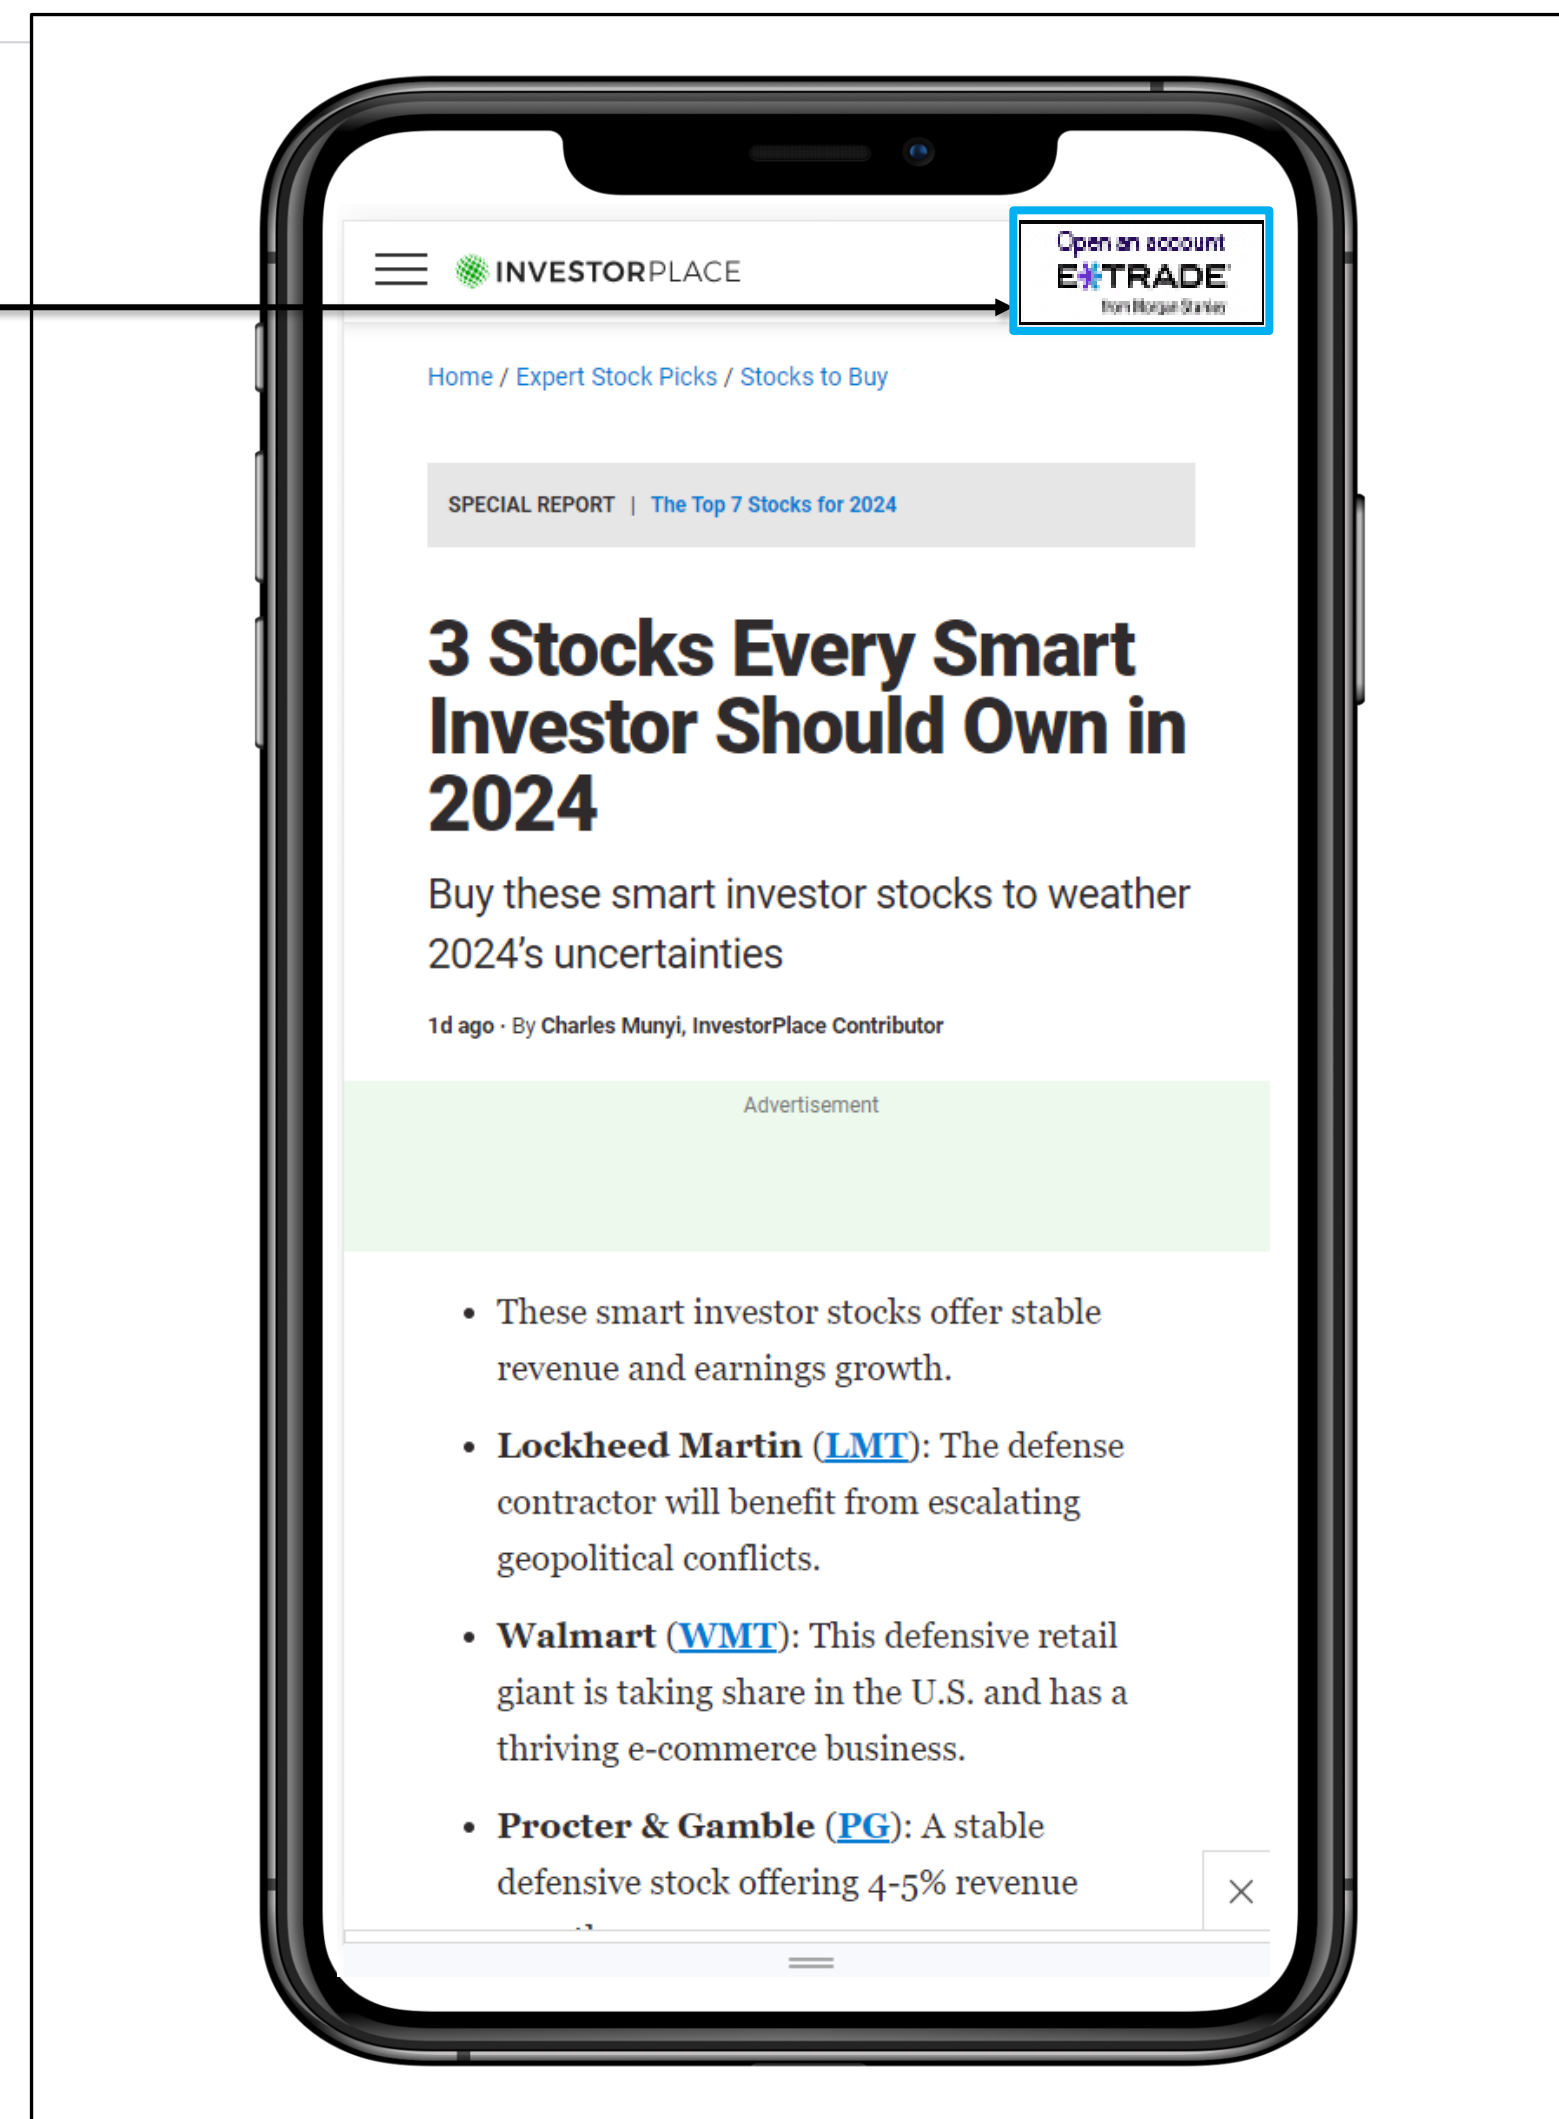 INVESTORPLACE
Open an account
E*TRADE
from Morgan Stanley
Home / Expert Stock Picks / Stocks to Buy
SPECIAL REPORT | The Top 7 Stocks for 2024
3 Stocks Every Smart
Investor Should Own in
2024
Buy these smart investor stocks to weather
2024’s uncertainties
1d ago · By Charles Munyi, InvestorPlace Contributor
Advertisement
• These smart investor stocks offer stable
revenue and earnings growth.
• Lockheed Martin (LMT): The defense
contractor will benefit from escalating
geopolitical conflicts.
• Walmart (WMT): This defensive retail
giant is taking share in the U.S. and has a
thriving e-commerce business.
• Procter & Gamble (PG): A stable
defensive stock offering 4-5% revenue